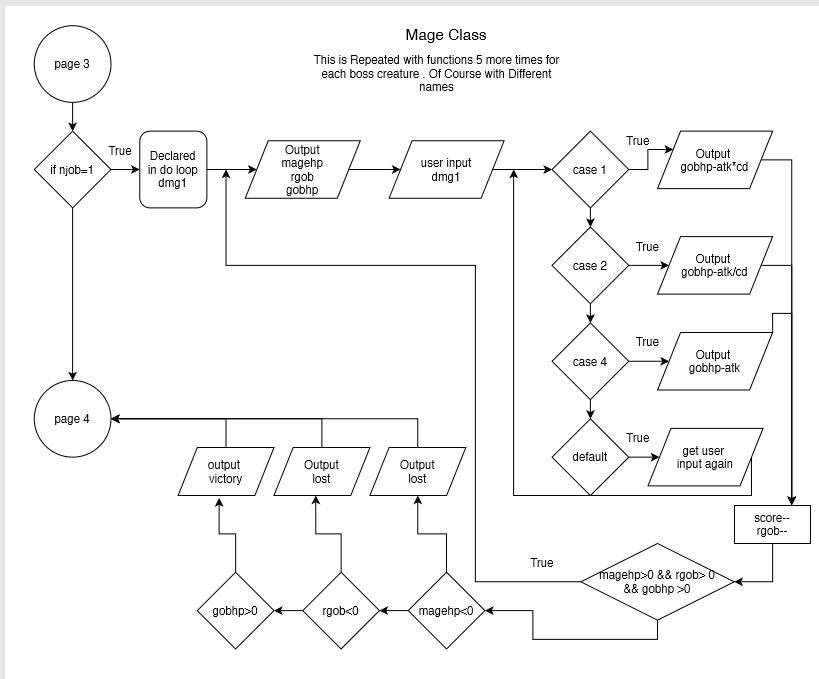 Mage Class
This is Repeated with functions 5 more times for
each boss creature . Of Course with Different
names
page 3
if njob=1
True
Declared
in do loop
dmg1
Output
magehp
rgob
gobhp
user input
dmg1
case 1
True
Output
gobhp-atk*cd
case 2
True
Output
gobhp-atk/cd
case 4
True
Output
gobhp-atk
default
True
get user
input again
page 4
output
victory
Output
lost
Output
lost
score--
rgob--
True
magehp>0 && rgob> 0
&& gobhp >0
gobhp>0
rgob<0
magehp<0